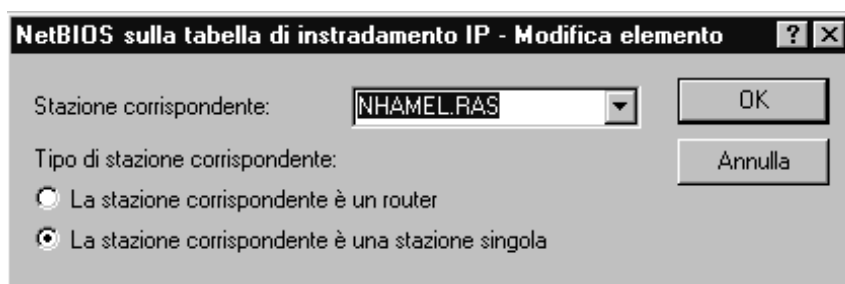 NetBIOS sulla tabella di instradamento IP - Modifica elemento ? X
Stazione corrispondente: NHAMEL.RAS OK
Tipo di stazione corrispondente: Annulla
La stazione corrispondente è un router
La stazione corrispondente è una stazione singola